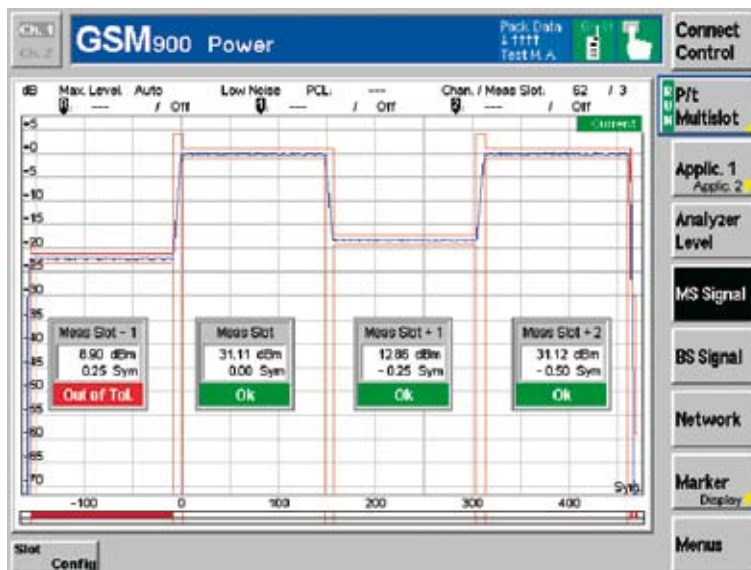 Ch. 1
Ch. 2
GSM900 Power
Pack Data
Test M. A.
Connect
Control
dB Max. Level: Auto Low Noise PCL: --- Chan. / Meas Slot: 62 / 3
0: --- / Off 1: --- / Off 2: --- / Off
Current
RUN
P/t
Multislot
+5
+0
-5
-10
-15
-20
-25
-30
-35
-40
-45
-50
-55
-60
-65
-70
Applic. 1
Applic. 2
Analyzer
Level
MS Signal
BS Signal
Network
Marker
Display
Menus
Meas Slot - 1
8.90 dBm
0.25 Sym
Out of Tol.
Meas Slot
31.11 dBm
0.00 Sym
Ok
Meas Slot + 1
12.86 dBm
- 0.25 Sym
Ok
Meas Slot + 2
31.12 dBm
- 0.50 Sym
Ok
Sym
-100 0 100 200 300 400
Slot
Config